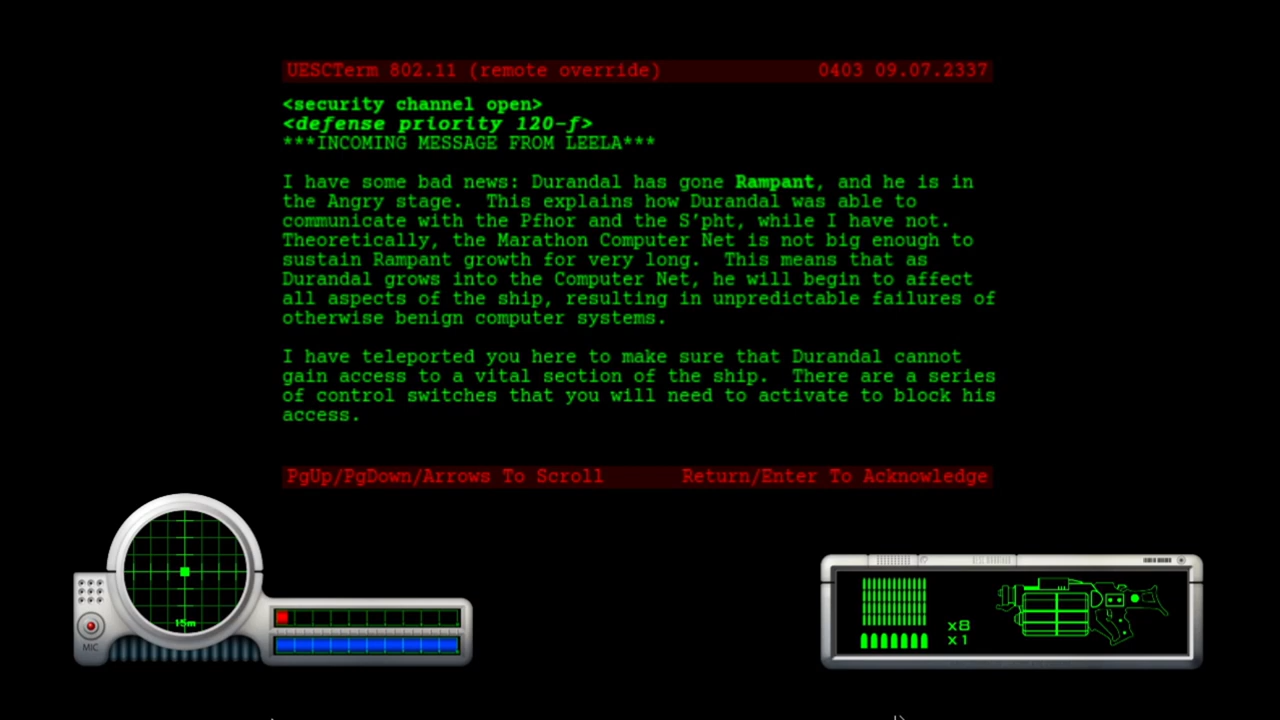 UESCTerm 802.11 (remote override) 0403 09.07.2337
<security channel open>
<defense priority 120-f>
***INCOMING MESSAGE FROM LEELA***
I have some bad news: Durandal has gone Rampant, and he is in
the Angry stage.  This explains how Durandal was able to
communicate with the Pfhor and the S'pht, while I have not.
Theoretically, the Marathon Computer Net is not big enough to
sustain Rampant growth for very long.  This means that as
Durandal grows into the Computer Net, he will begin to affect
all aspects of the ship, resulting in unpredictable failures of
otherwise benign computer systems.
I have teleported you here to make sure that Durandal cannot
gain access to a vital section of the ship.  There are a series
of control switches that you will need to activate to block his
access.
PgUp/PgDown/Arrows To Scroll Return/Enter To Acknowledge
15m
MIC
x8
x1